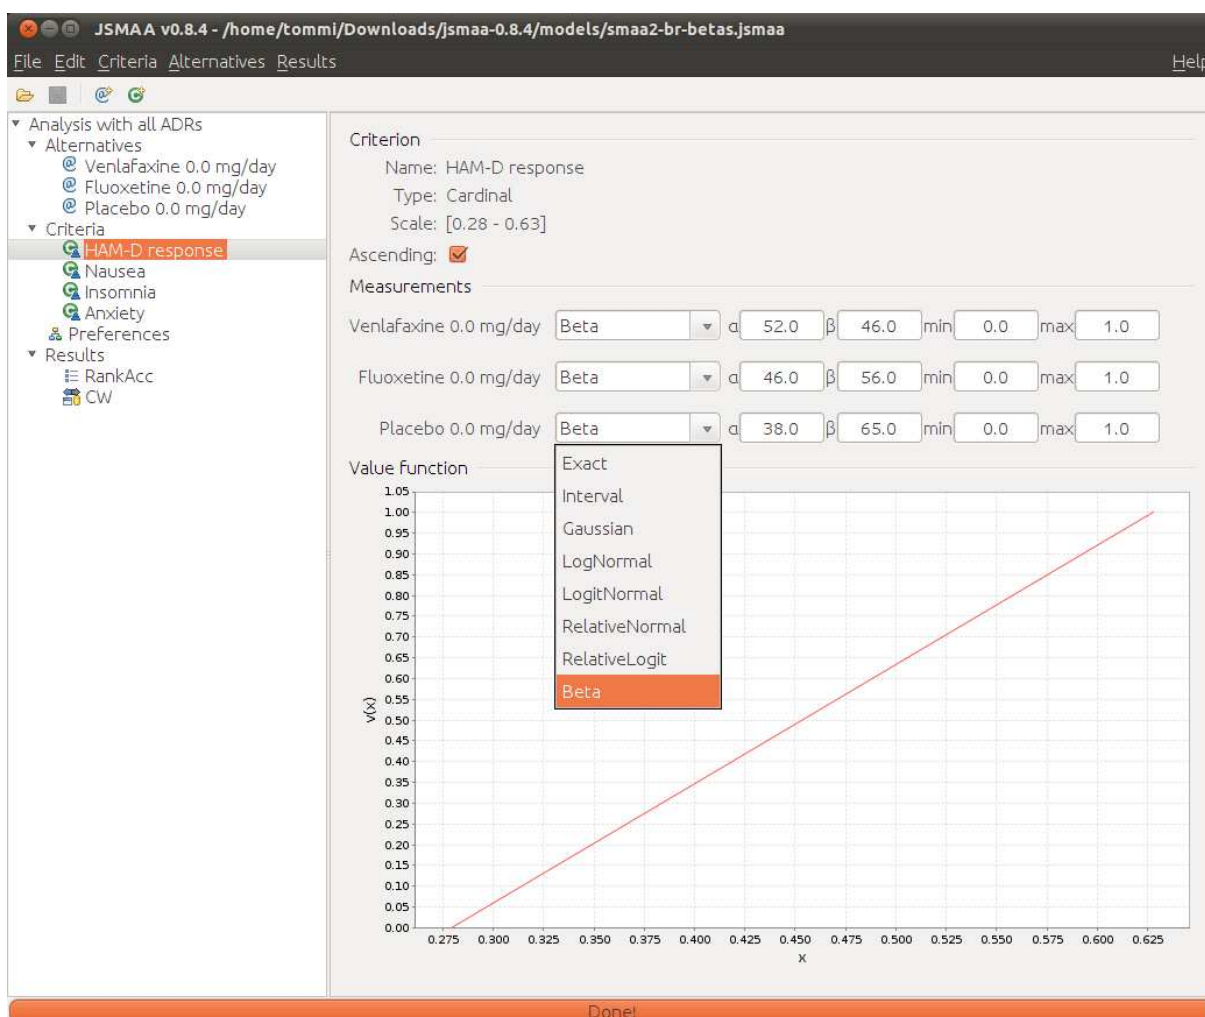 JSMAA v0.8.4 - /home/tommi/Downloads/jsmaa-0.8.4/models/smaa2-br-betas.jsmaa
File Edit Criteria Alternatives Results Help
Analysis with all ADRs
Alternatives
Venlafaxine 0.0 mg/day
Fluoxetine 0.0 mg/day
Placebo 0.0 mg/day
Criteria
HAM-D response
Nausea
Insomnia
Anxiety
Preferences
Results
RankAcc
CW
Criterion
Name: HAM-D response
Type: Cardinal
Scale: [0.28 - 0.63]
Ascending:
Measurements
Venlafaxine 0.0 mg/day Beta α 52.0 β 46.0 min 0.0 max 1.0
Fluoxetine 0.0 mg/day Beta α 46.0 β 56.0 min 0.0 max 1.0
Placebo 0.0 mg/day Beta α 38.0 β 65.0 min 0.0 max 1.0
Exact
Interval
Gaussian
LogNormal
LogitNormal
RelativeNormal
RelativeLogit
Beta
Value function
1.05
1.00
0.95
0.90
0.85
0.80
0.75
0.70
0.65
0.60
0.55
0.50
0.45
0.40
0.35
0.30
0.25
0.20
0.15
0.10
0.05
0.00
v(x)
0.275 0.300 0.325 0.350 0.375 0.400 0.425 0.450 0.475 0.500 0.525 0.550 0.575 0.600 0.625
x
Done!